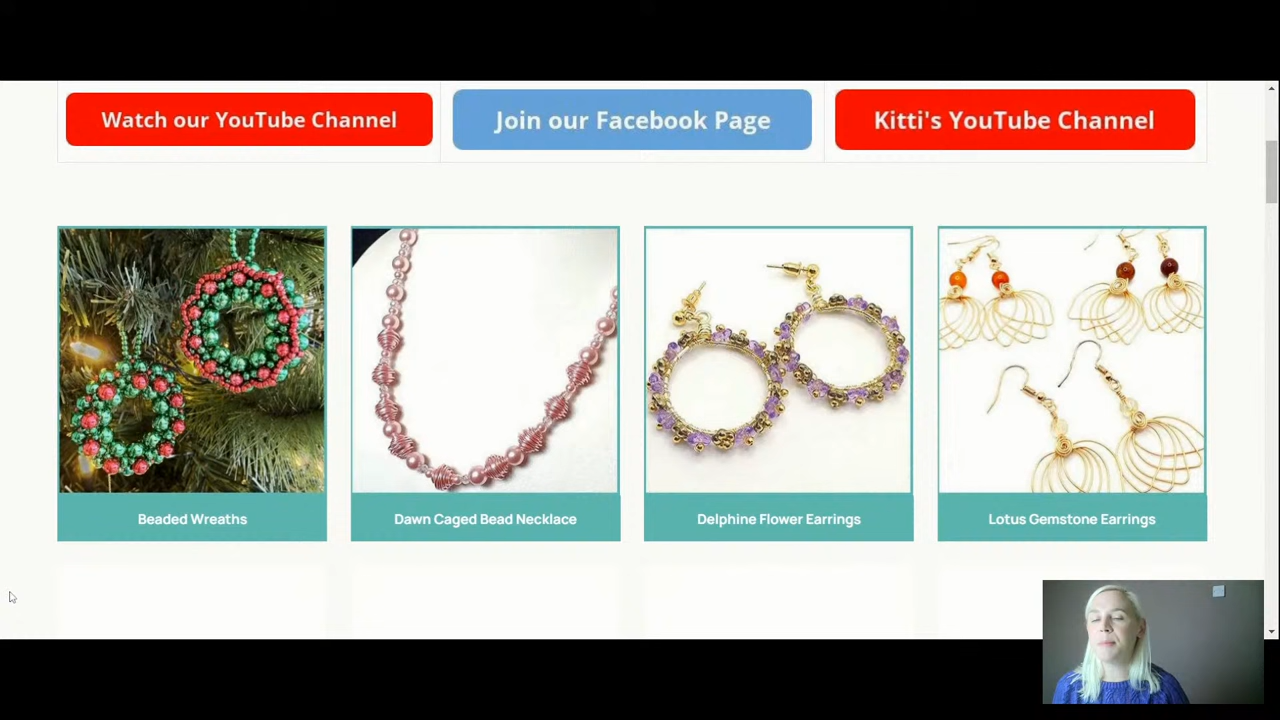 Watch our YouTube Channel
Join our Facebook Page
Kitti's YouTube Channel
Beaded Wreaths
Dawn Caged Bead Necklace
Delphine Flower Earrings
Lotus Gemstone Earrings